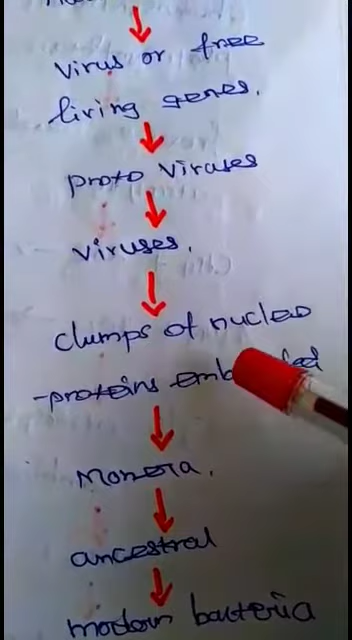 Virus or free
living genes.
proto viruses
viruses.
clumps of nucleo
-proteins
Monera.
ancestral
modern bacteria